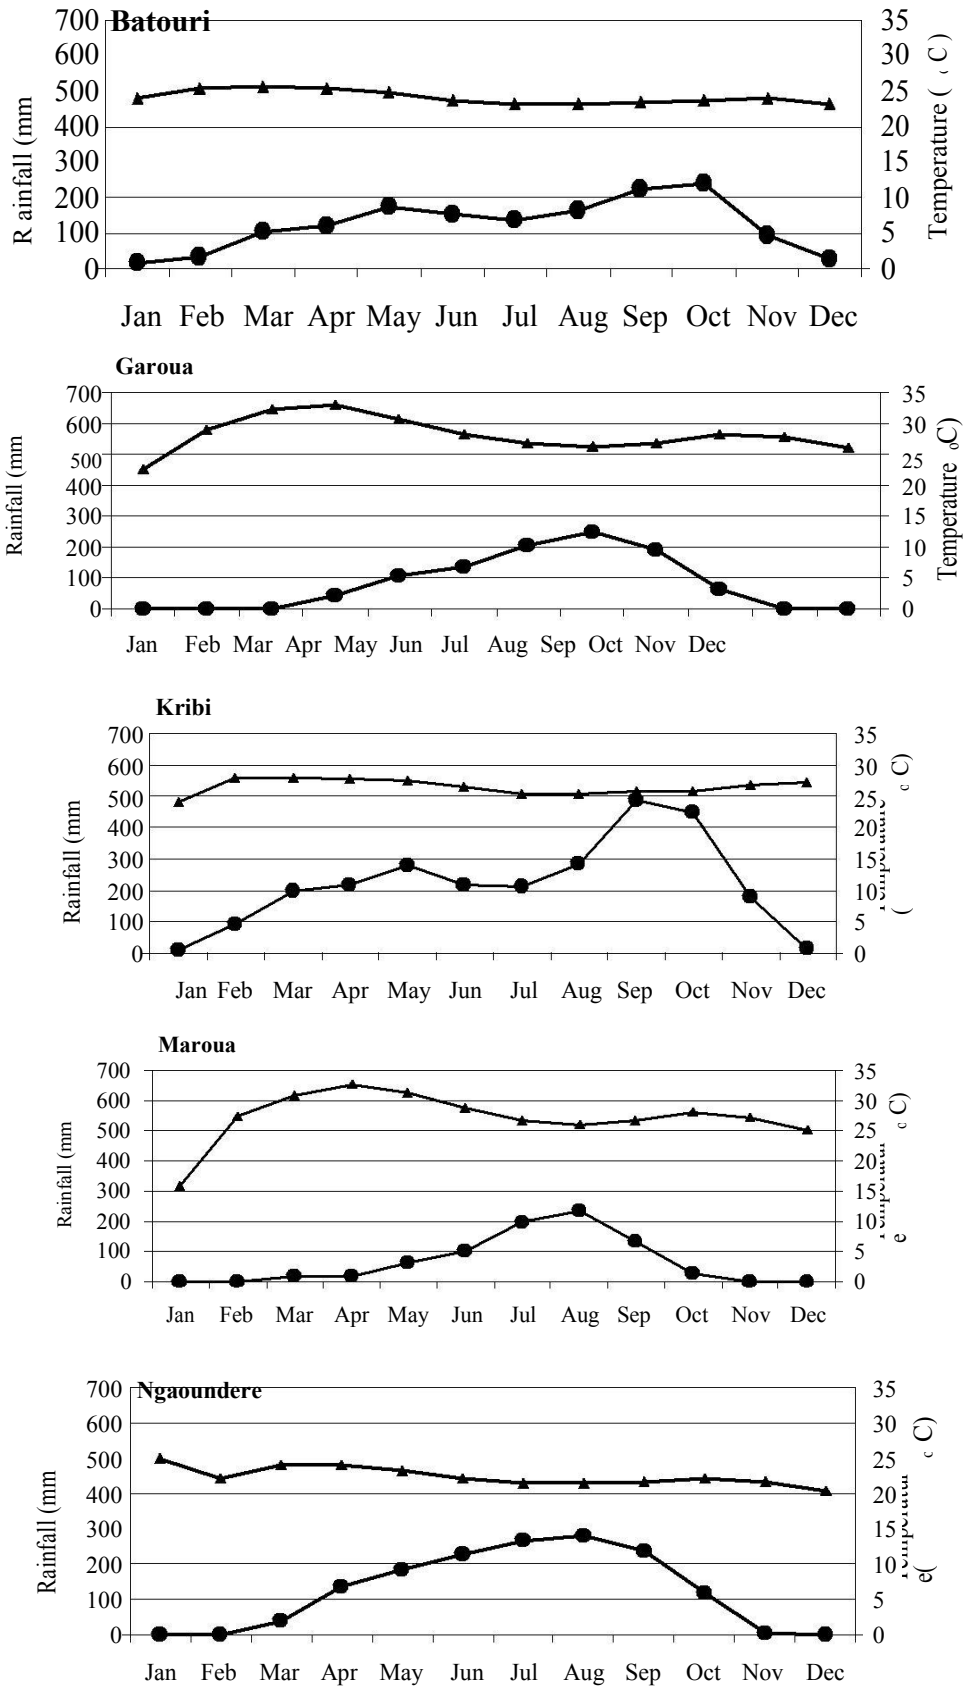 Batouri
700 35
600 30
500 25
400 20
300 15
200 10
100 5
0 0
R ainfall (mm
Temperature ( c C )
Jan Feb Mar Apr May Jun Jul Aug Sep Oct Nov Dec
Garoua
700 35
600 30
500 25
400 20
300 15
200 10
100 5
0 0
Rainfall (mm
Temperature oC)
Jan Feb Mar Apr May Jun Jul Aug Sep Oct Nov Dec
Kribi
700 35
600 30
500 25
400 20
300 15
200 10
100 5
0 0
Rainfall (mm
c C)
(
Jan Feb Mar Apr May Jun Jul Aug Sep Oct Nov Dec
Maroua
700 35
600 30
500 25
400 20
300 15
200 10
100 5
0 0
Rainfall (mm
c C)
e
Jan Feb Mar Apr May Jun Jul Aug Sep Oct Nov Dec
Ngaoundere
700 35
600 30
500 25
400 20
300 15
200 10
100 5
0 0
Rainfall (mm
c C)
e(
Jan Feb Mar Apr May Jun Jul Aug Sep Oct Nov Dec